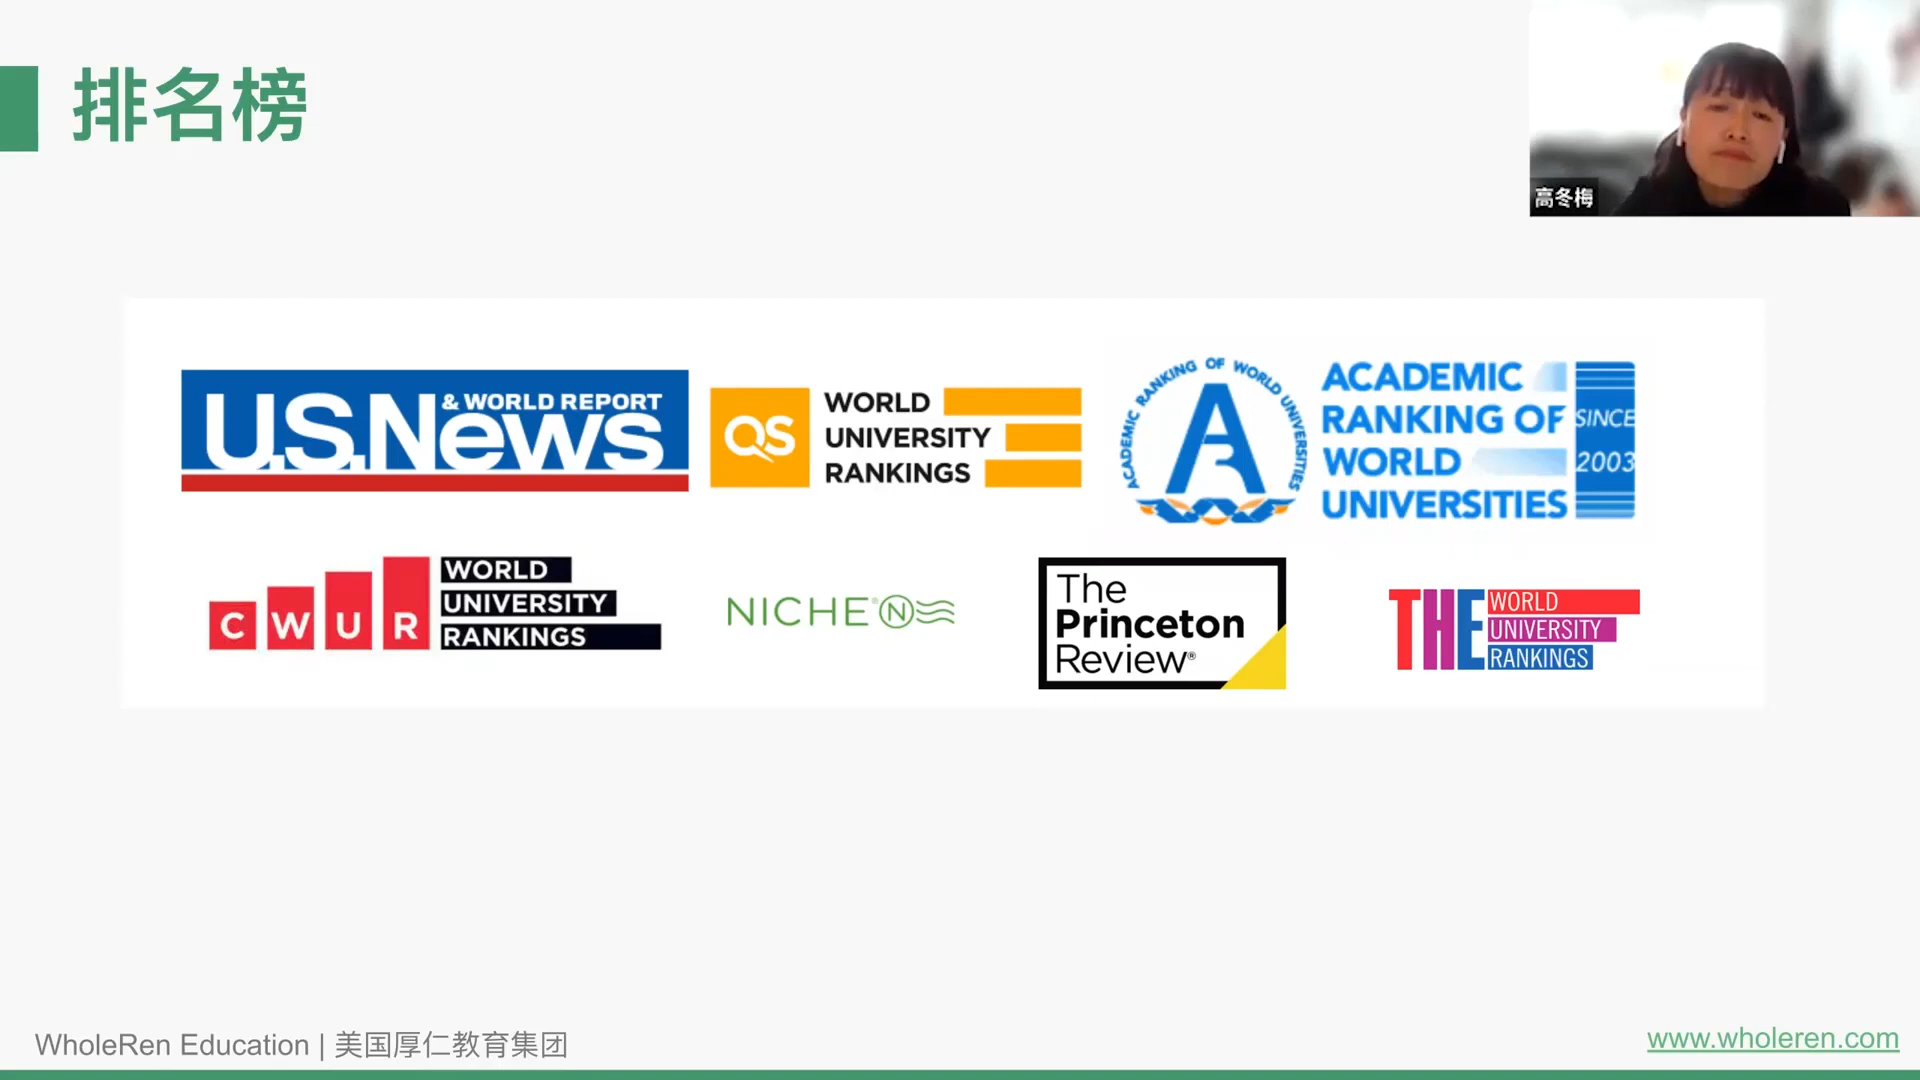 排名榜
高冬梅
U.S.News
& WORLD REPORT
QS
WORLD
UNIVERSITY
RANKINGS
ACADEMIC RANKING OF WORLD UNIVERSITIES
ACADEMIC
RANKING OF
WORLD
UNIVERSITIES
SINCE
2003
CWUR
WORLD
UNIVERSITY
RANKINGS
NICHE® N
The
Princeton
Review®
THE
WORLD
UNIVERSITY
RANKINGS
WholeRen Education | 美国厚仁教育集团
www.wholeren.com